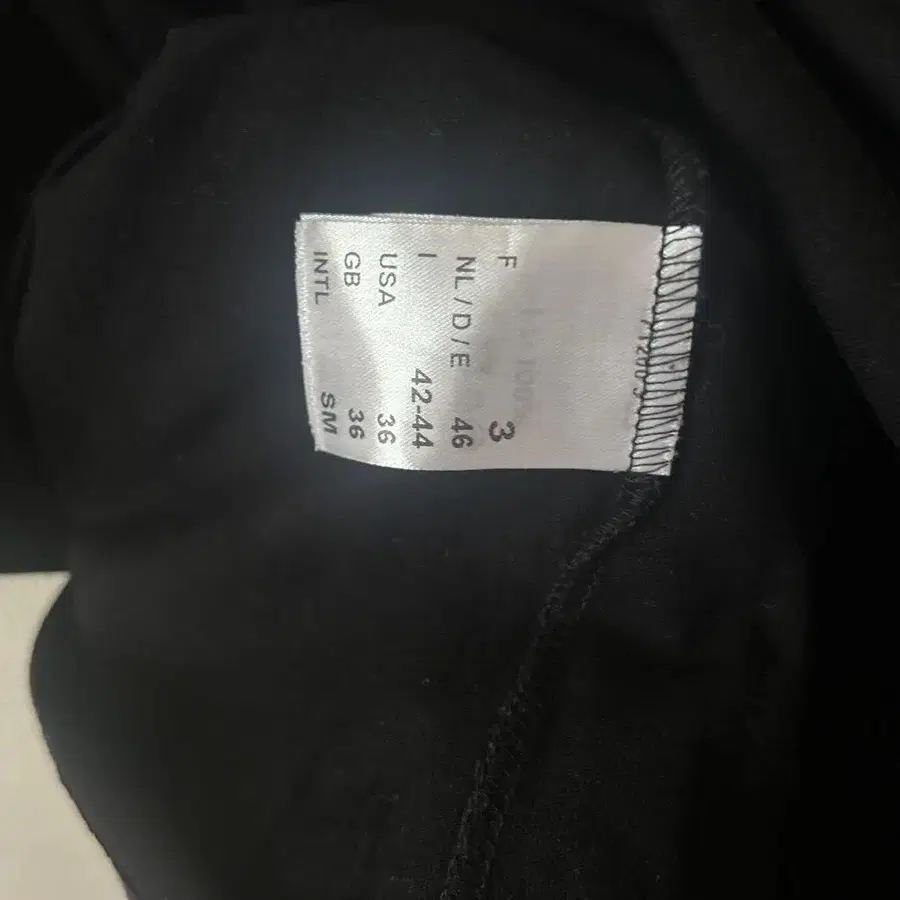 F 3
NL / D / E 46
I 42-44
USA 36
GB 36
INTL SM